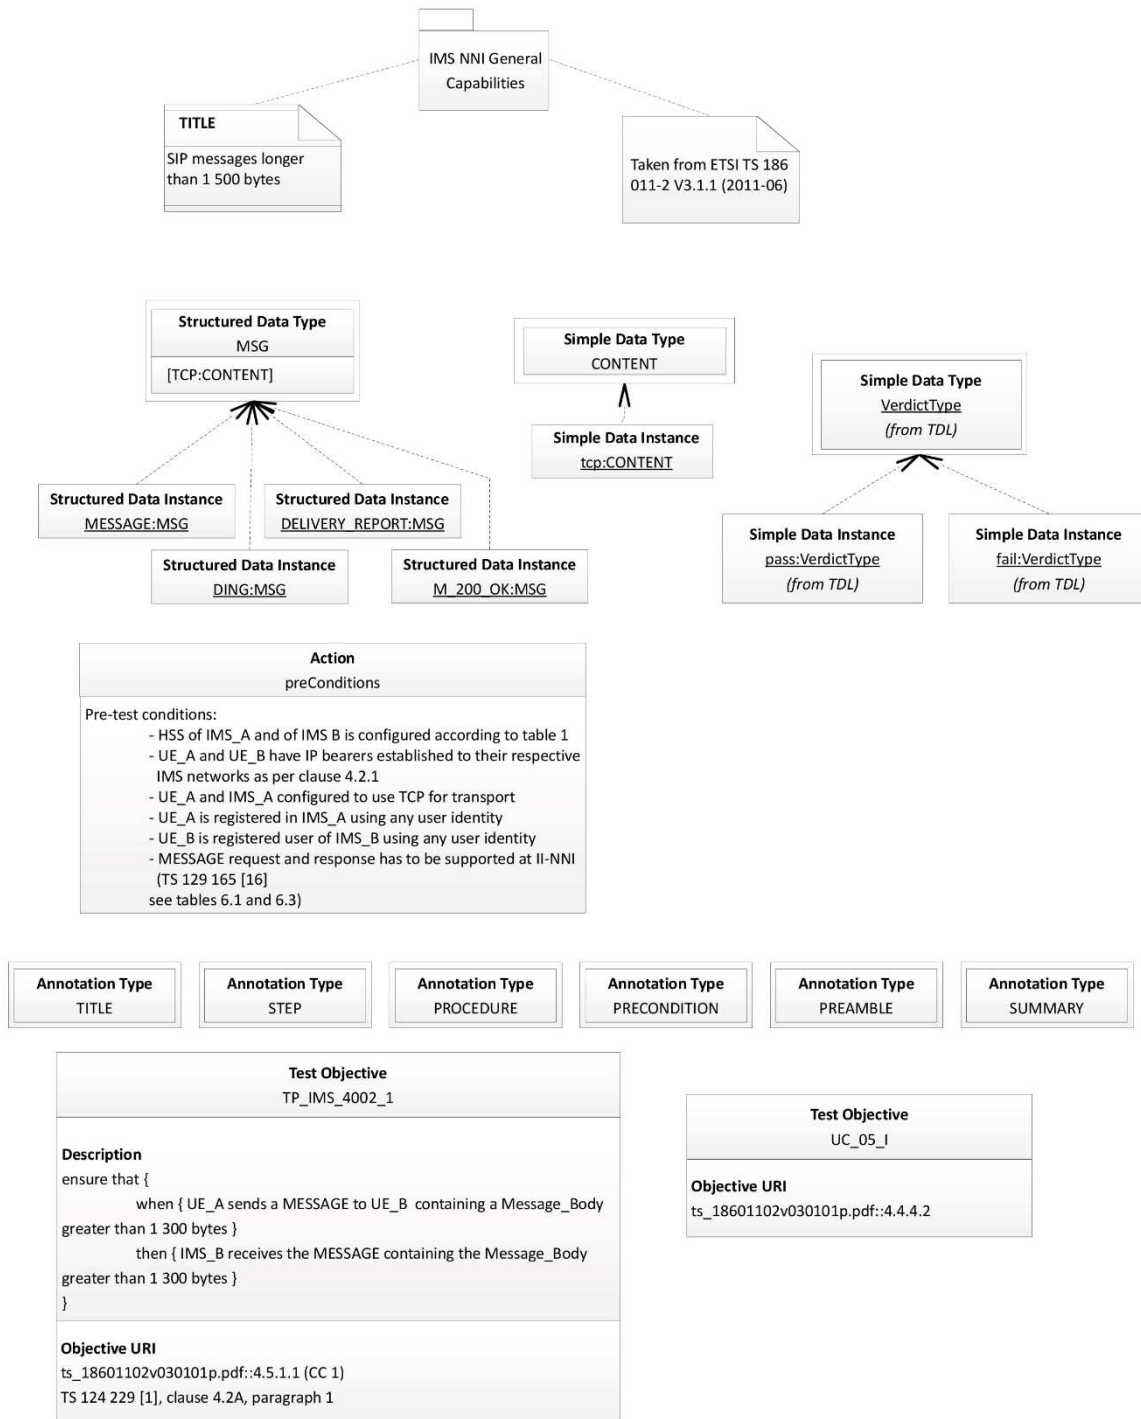 IMS NNI General
Capabilities
TITLE
SIP messages longer
than 1 500 bytes
Taken from ETSI TS 186
011-2 V3.1.1 (2011-06)
Structured Data Type
MSG
[TCP:CONTENT]
Simple Data Type
CONTENT
Simple Data Type
VerdictType
(from TDL)
Simple Data Instance
tcp:CONTENT
Structured Data Instance
MESSAGE:MSG
Structured Data Instance
DELIVERY_REPORT:MSG
Structured Data Instance
DING:MSG
Structured Data Instance
M_200_OK:MSG
Simple Data Instance
pass:VerdictType
(from TDL)
Simple Data Instance
fail:VerdictType
(from TDL)
Action
preConditions
Pre-test conditions:
- HSS of IMS_A and of IMS B is configured according to table 1
- UE_A and UE_B have IP bearers established to their respective
IMS networks as per clause 4.2.1
- UE_A and IMS_A configured to use TCP for transport
- UE_A is registered in IMS_A using any user identity
- UE_B is registered user of IMS_B using any user identity
- MESSAGE request and response has to be supported at II-NNI
(TS 129 165 [16]
see tables 6.1 and 6.3)
Annotation Type
TITLE
Annotation Type
STEP
Annotation Type
PROCEDURE
Annotation Type
PRECONDITION
Annotation Type
PREAMBLE
Annotation Type
SUMMARY
Test Objective
TP_IMS_4002_1
Description
ensure that {
when { UE_A sends a MESSAGE to UE_B containing a Message_Body
greater than 1 300 bytes }
then { IMS_B receives the MESSAGE containing the Message_Body
greater than 1 300 bytes }
}
Objective URI
ts_18601102v030101p.pdf::4.5.1.1 (CC 1)
TS 124 229 [1], clause 4.2A, paragraph 1
Test Objective
UC_05_I
Objective URI
ts_18601102v030101p.pdf::4.4.4.2